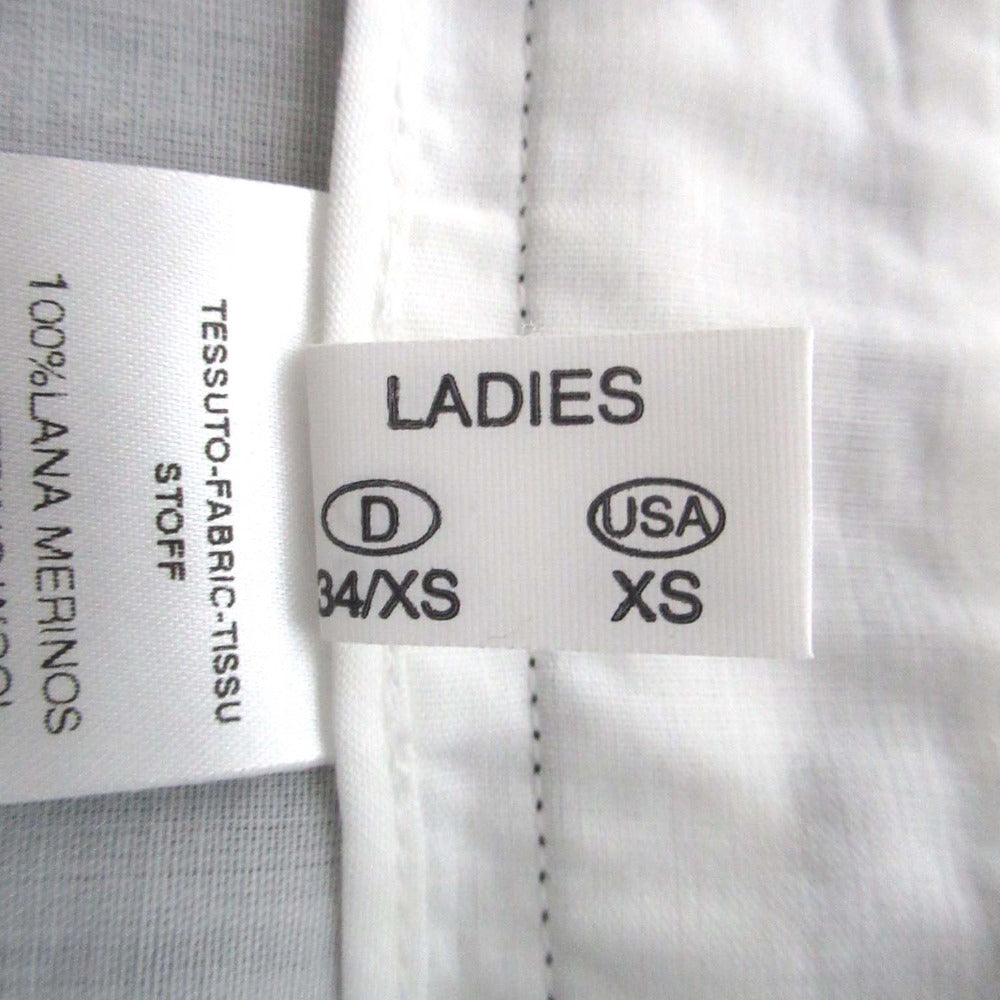 LADIES
D USA
34/XS XS
TESSUTO-FABRIC-TISSU
STOFF
100%LANA MERINOS